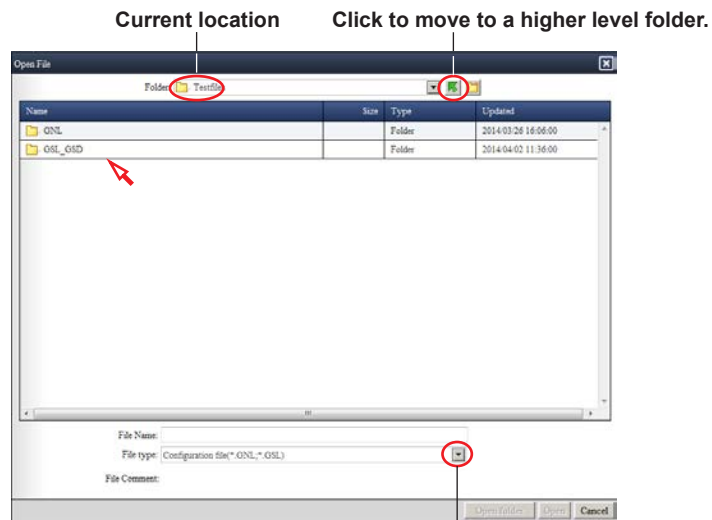 Current location Click to move to a higher level folder.
Open File
Folder: Testfile
Name Size Type Updated
ONL Folder 2014/03/26 16:06:00
GSL_GSD Folder 2014/04/02 11:36:00
File Name:
File type: Configuration file(*.ONL;*.GSL)
File Comment:
Open folder Open Cancel